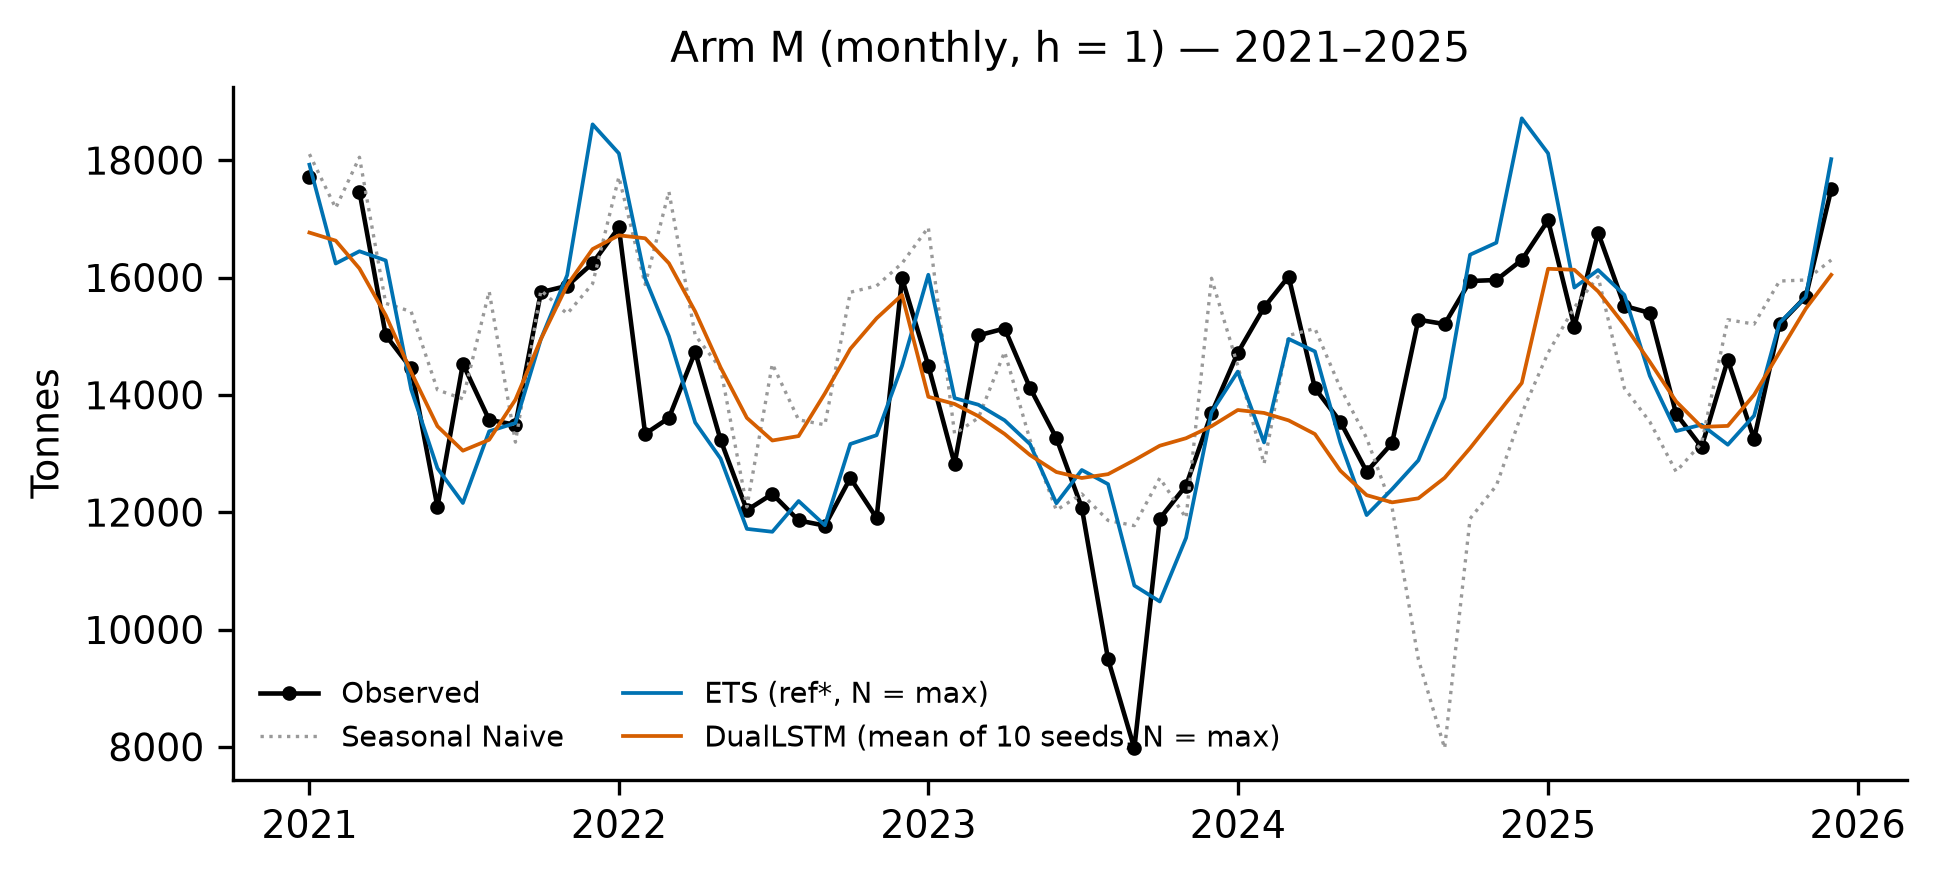 Arm M (monthly, h = 1) — 2021–2025
Tonnes
18000
16000
14000
12000
10000
8000
Observed
Seasonal Naive
ETS (ref*, N = max)
DualLSTM (mean of 10 seeds, N = max)
2021 2022 2023 2024 2025 2026